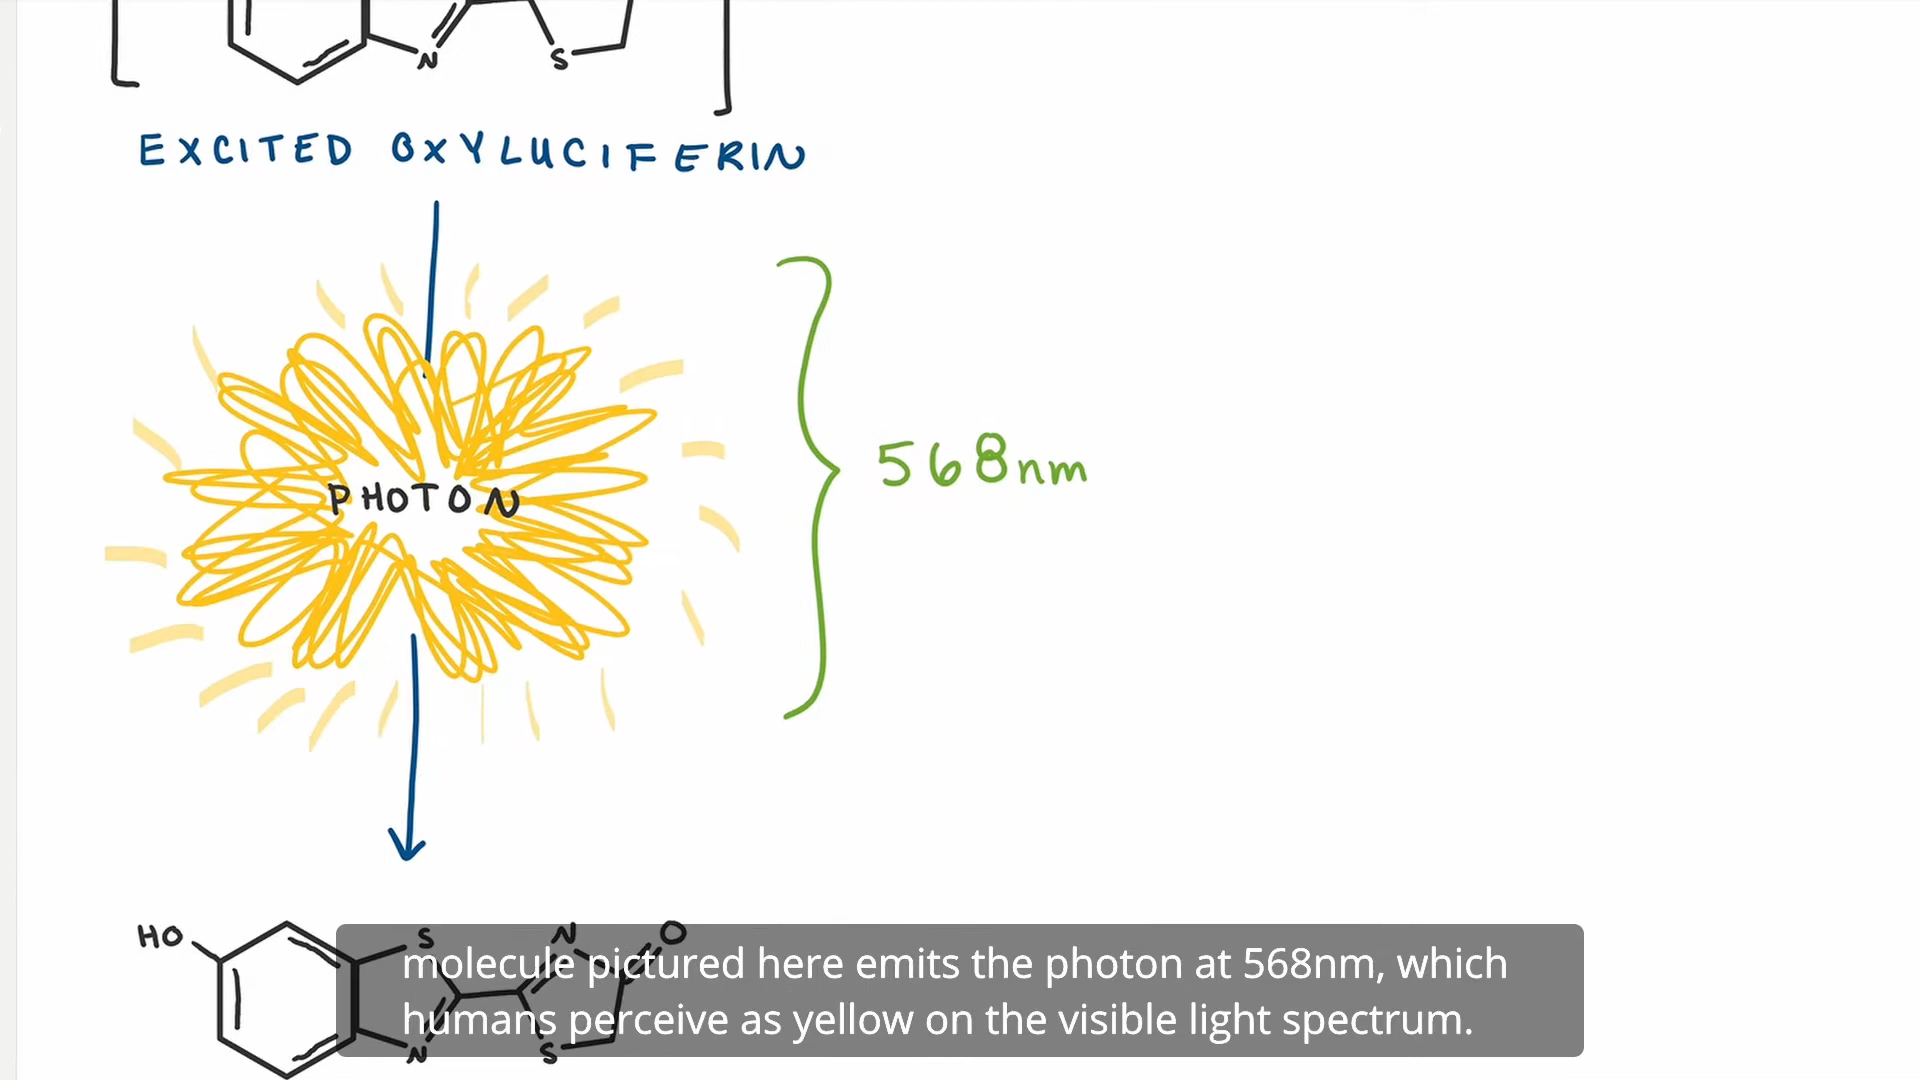 N
S
EXCITED OXYLUCIFERIN
PHOTON
568nm
HO
S
N
O
molecule pictured here emits the photon at 568nm, which
humans perceive as yellow on the visible light spectrum.
N
S